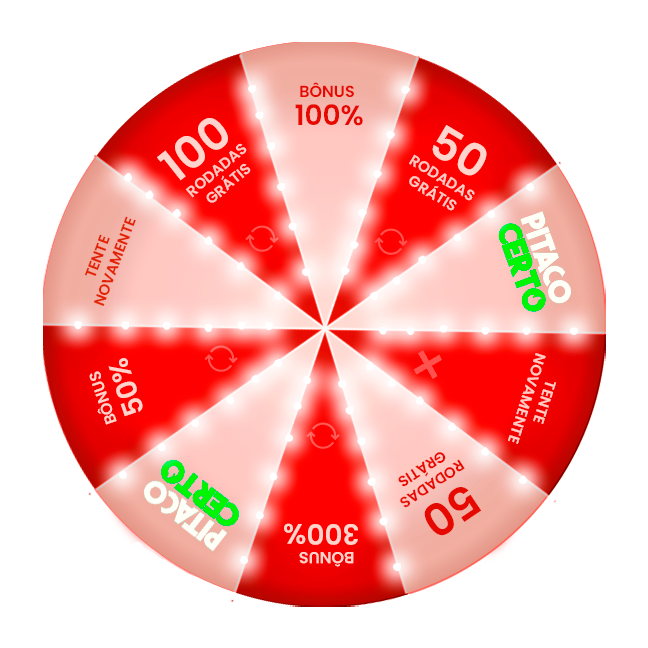 BÔNUS
100%
50
RODADAS
GRÁTIS
PITACO
CERTO
TENTE
NOVAMENTE
50
RODADAS
GRÁTIS
BÔNUS
300%
PITACO
CERTO
BÔNUS
50%
TENTE
NOVAMENTE
100
RODADAS
GRÁTIS